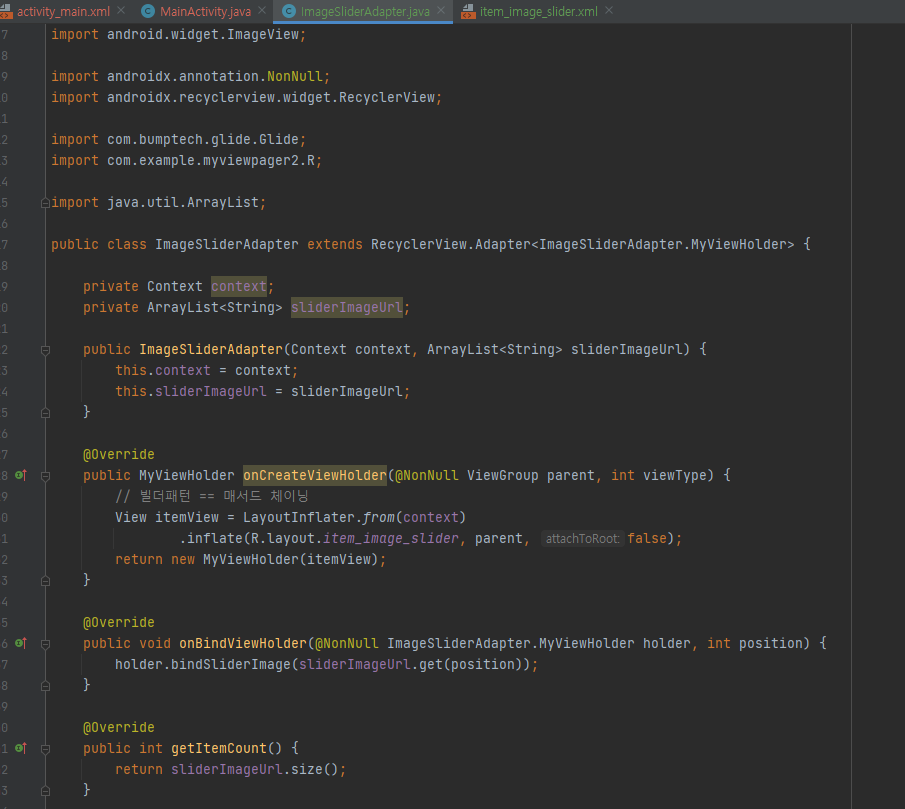 activity_main.xml MainActivity.java ImageSliderAdapter.java item_image_slider.xml
7 import android.widget.ImageView;
8
9 import androidx.annotation.NonNull;
0 import androidx.recyclerview.widget.RecyclerView;
1
2 import com.bumptech.glide.Glide;
3 import com.example.myviewpager2.R;
4
5 import java.util.ArrayList;
6
7 public class ImageSliderAdapter extends RecyclerView.Adapter<ImageSliderAdapter.MyViewHolder> {
8
9 private Context context;
0 private ArrayList<String> sliderImageUrl;
1
2 public ImageSliderAdapter(Context context, ArrayList<String> sliderImageUrl) {
3 this.context = context;
4 this.sliderImageUrl = sliderImageUrl;
5 }
6
7 @Override
8 public MyViewHolder onCreateViewHolder(@NonNull ViewGroup parent, int viewType) {
9 // 빌더패턴 == 매서드 체이닝
0 View itemView = LayoutInflater.from(context)
1 .inflate(R.layout.item_image_slider, parent, attachToRoot: false);
2 return new MyViewHolder(itemView);
3 }
4
5 @Override
6 public void onBindViewHolder(@NonNull ImageSliderAdapter.MyViewHolder holder, int position) {
7 holder.bindSliderImage(sliderImageUrl.get(position));
8 }
9
0 @Override
1 public int getItemCount() {
2 return sliderImageUrl.size();
3 }